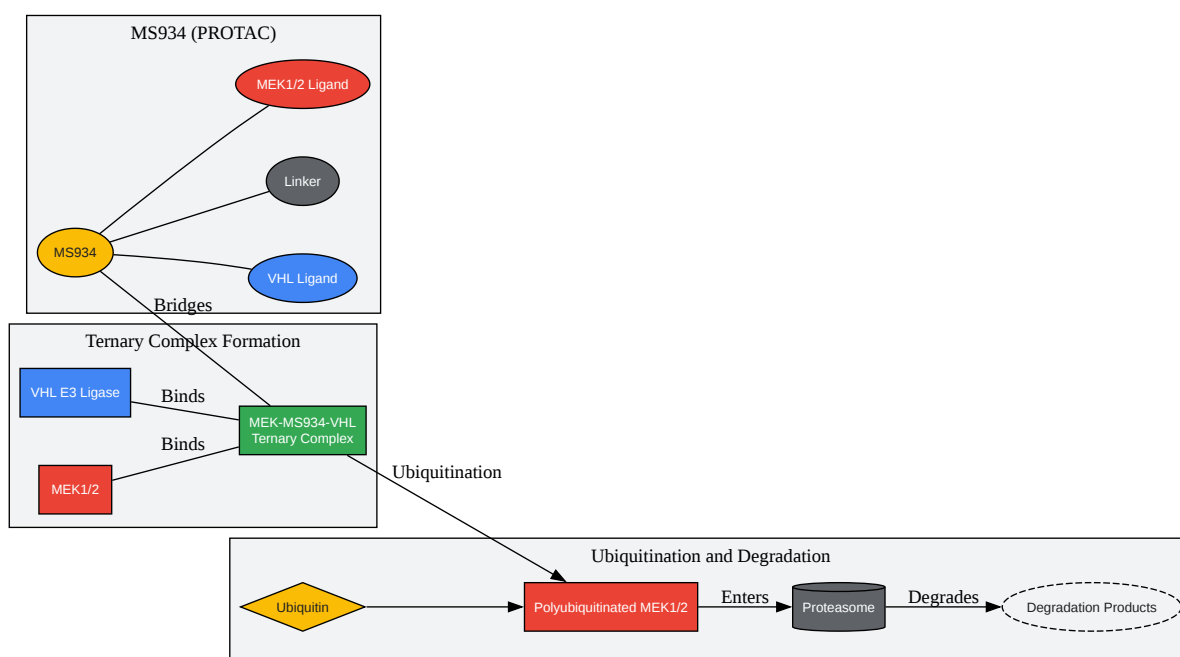 MS934 (PROTAC)
MEK1/2 Ligand
Linker
MS934
VHL Ligand
Bridges
Ternary Complex Formation
VHL E3 Ligase
Binds
MEK-MS934-VHL
Ternary Complex
Binds
MEK1/2
Ubiquitination
Ubiquitination and Degradation
Ubiquitin
Polyubiquitinated MEK1/2
Enters
Proteasome
Degrades
Degradation Products